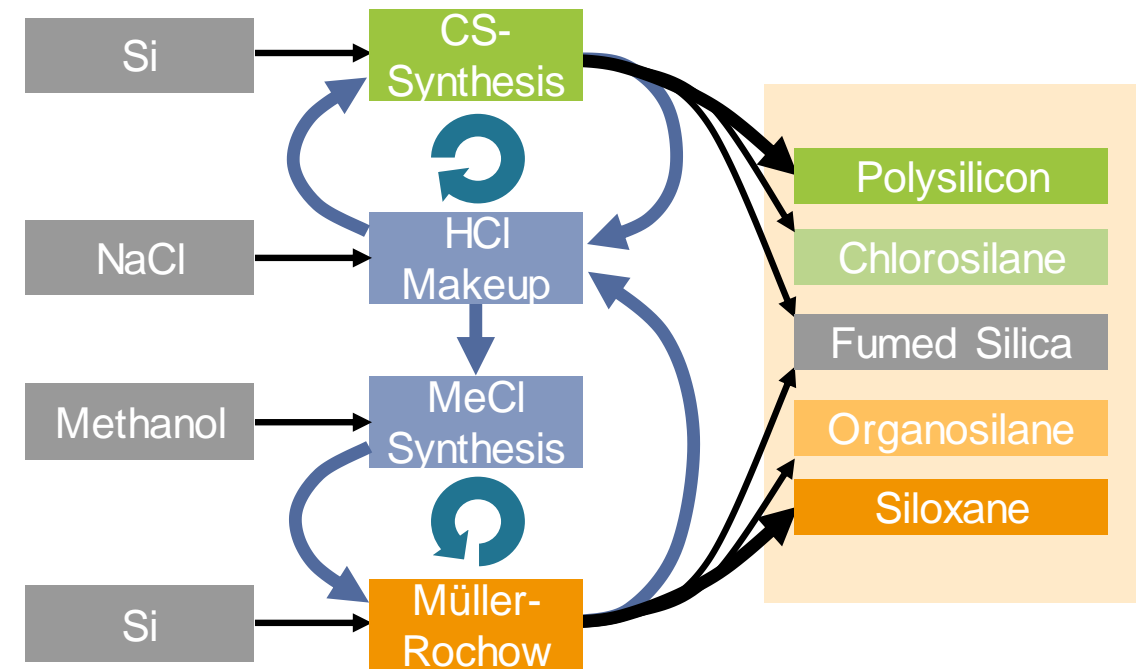 Si
CS-
Synthesis
Polysilicon
NaCl
HCl
Makeup
Chlorosilane
Fumed Silica
Methanol
MeCl
Synthesis
Organosilane
Siloxane
Si
Müller-
Rochow